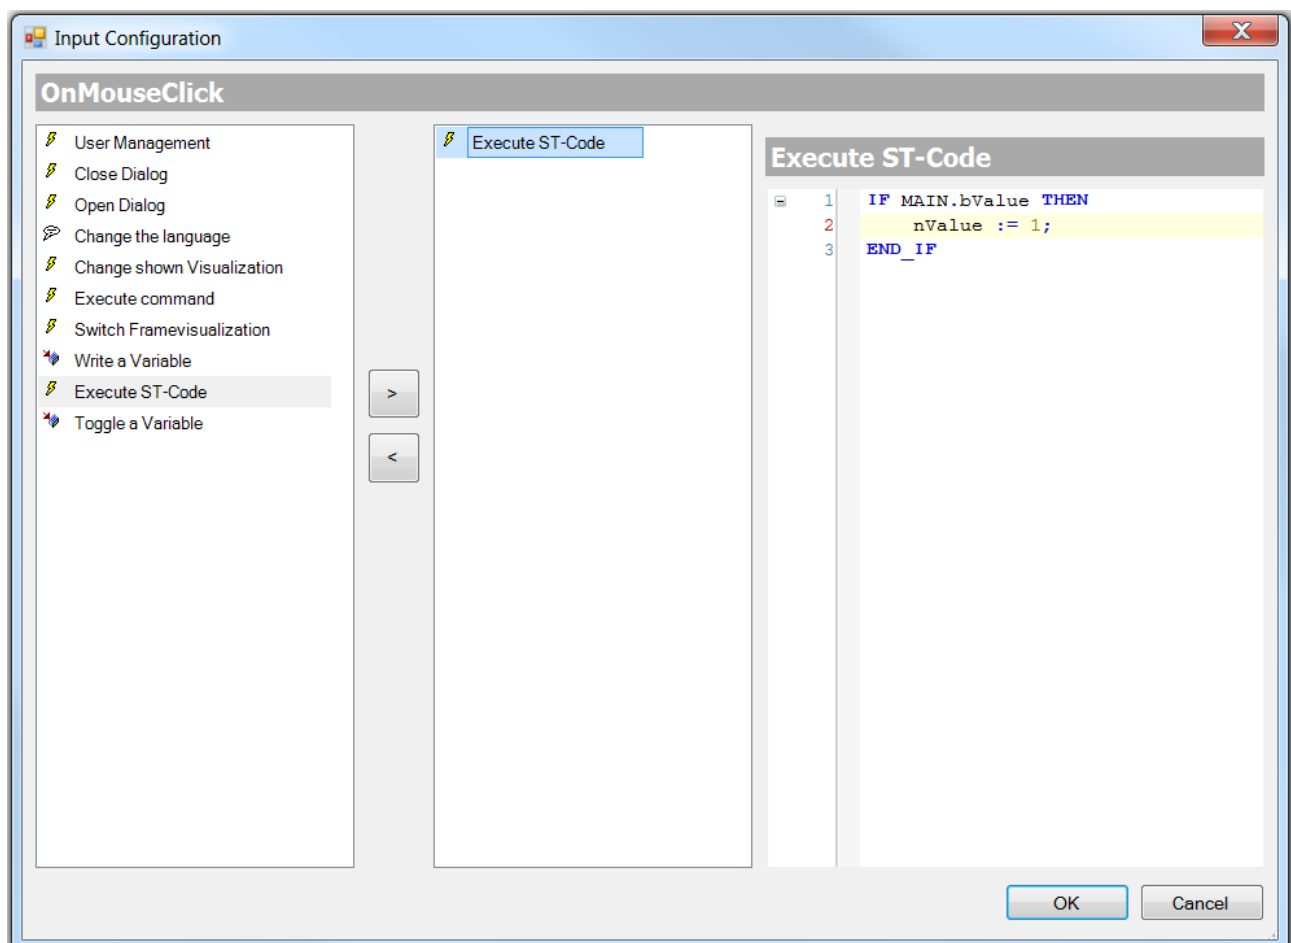 Input Configuration
X
OnMouseClick
User Management
Close Dialog
Open Dialog
Change the language
Change shown Visualization
Execute command
Switch Framevisualization
Write a Variable
Execute ST-Code
Toggle a Variable
>
<
Execute ST-Code
Execute ST-Code
1 IF MAIN.bValue THEN
2 nValue := 1;
3 END_IF
OK
Cancel